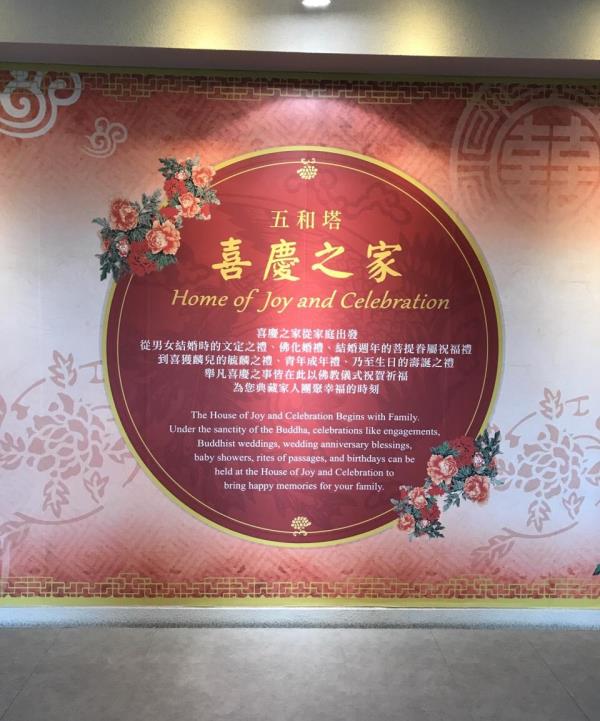 五和塔
喜慶之家
Home of Joy and Celebration
喜慶之家從家庭出發
從男女結婚時的文定之禮、佛化婚禮、結婚週年的菩提眷屬祝福禮
到喜獲麟兒的毓麟之禮、青年成年禮、乃至生日的壽誕之禮
舉凡喜慶之事皆在此以佛教儀式祝賀祈福
為您典藏家人團聚幸福的時刻
The House of Joy and Celebration Begins with Family.
Under the sanctity of the Buddha, celebrations like engagements,
Buddhist weddings, wedding anniversary blessings,
baby showers, rites of passages, and birthdays can be
held at the House of Joy and Celebration to
bring happy memories for your family.